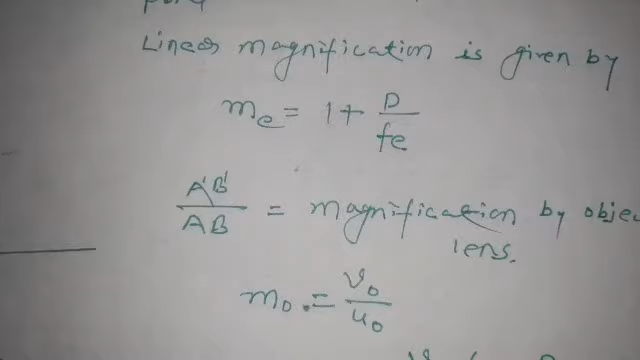 Linear magnification is given by
me = 1 + D/fe
A'B'/AB = magnification by objec
lens.
mo = vo/uo